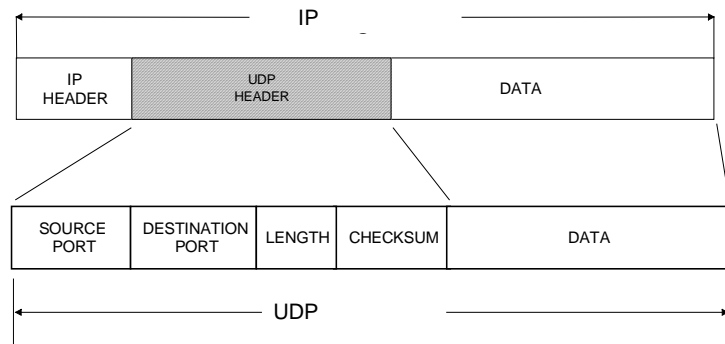 IP
IP
HEADER
UDP
HEADER
DATA
SOURCE
PORT
DESTINATION
PORT
LENGTH
CHECKSUM
DATA
UDP